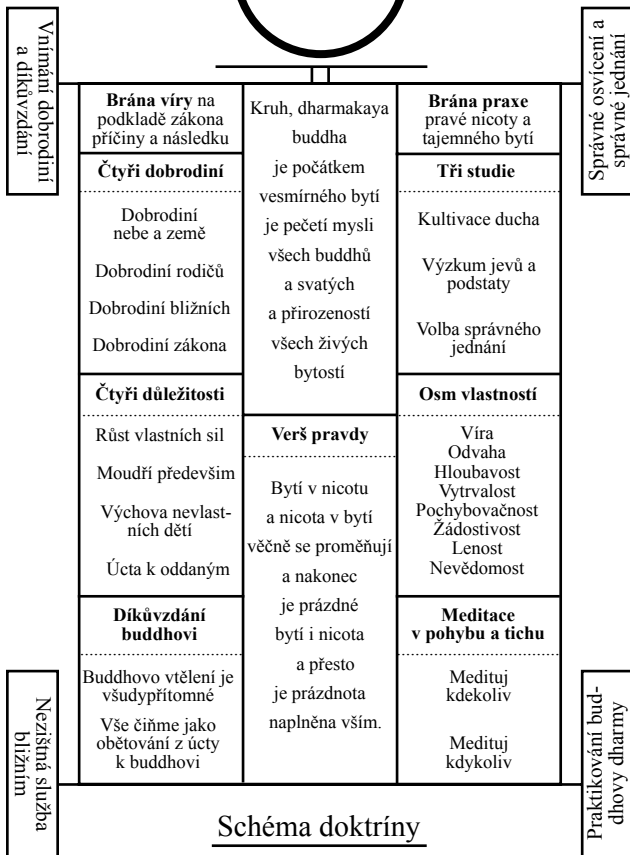 Vnímání dobrodiní
a díkůvzdání
Správné osvícení a
správné jednání
Brána víry na
podkladě zákona
příčiny a následku
Čtyři dobrodiní
Dobrodiní
nebe a země
Dobrodiní rodičů
Dobrodiní bližních
Dobrodiní zákona
Čtyři důležitosti
Růst vlastních sil
Moudří především
Výchova nevlast-
ních dětí
Úcta k oddaným
Díkůvzdání
buddhovi
Buddhovo vtělení je
všudypřítomné
Vše čiňme jako
obětování z úcty
k buddhovi
Kruh, dharmakaya
buddha
je počátkem
vesmírného bytí
je pečetí mysli
všech buddhů
a svatých
a přirozeností
všech živých
bytostí
Verš pravdy
Bytí v nicotu
a nicota v bytí
věčně se proměňují
a nakonec
je prázdné
bytí i nicota
a přesto
je prázdnota
naplněna vším.
Brána praxe
pravé nicoty a
tajemného bytí
Tři studie
Kultivace ducha
Výzkum jevů a
podstaty
Volba správného
jednání
Osm vlastností
Víra
Odvaha
Hloubavost
Vytrvalost
Pochybovačnost
Žádostivost
Lenost
Nevědomost
Meditace
v pohybu a tichu
Medituj
kdekoliv
Medituj
kdykoliv
Nezištná služba
bližním
Praktikování bud-
dhovy dharmy
Schéma doktríny